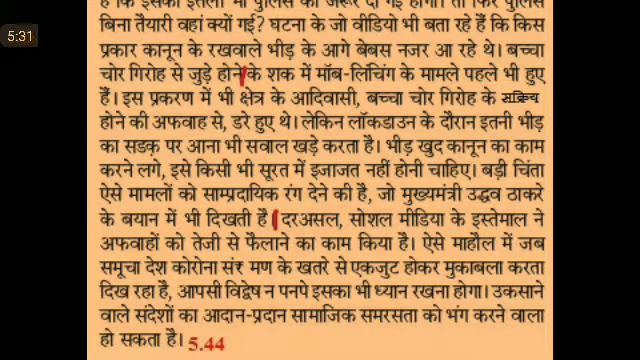 है कि इसकी इत्तिला भी पुलिस को जरूर दी गई होगी। तो फिर पुलिस
बिना तैयारी वहां क्यों गई? घटना के जो वीडियो भी बता रहे हैं कि किस
5:31
प्रकार कानून के रखवाले भीड़ के आगे बेबस नजर आ रहे थे। बच्चा
चोर गिरोह से जुड़े होने के शक में मॉब-लिंचिंग के मामले पहले भी हुए
हैं। इस प्रकरण में भी क्षेत्र के आदिवासी, बच्चा चोर गिरोह के सक्रिय
होने की अफवाह से, डरे हुए थे। लेकिन लॉकडाउन के दौरान इतनी भीड़
का सडक़ पर आना भी सवाल खड़े करता है। भीड़ खुद कानून का काम
करने लगे, इसे किसी भी सूरत में इजाजत नहीं होनी चाहिए। बड़ी चिंता
ऐसे मामलों को साम्प्रदायिक रंग देने की है, जो मुख्यमंत्री उद्धव ठाकरे
के बयान में भी दिखती है। दरअसल, सोशल मीडिया के इस्तेमाल ने
अफवाहों को तेजी से फैलाने का काम किया है। ऐसे माहौल में जब
समूचा देश कोरोना सं₹ मण के खतरे से एकजुट होकर मुकाबला करता
दिख रहा है, आपसी विद्वेष न पनपे इसका भी ध्यान रखना होगा। उकसाने
वाले संदेशों का आदान-प्रदान सामाजिक समरसता को भंग करने वाला
हो सकता है। 5.44